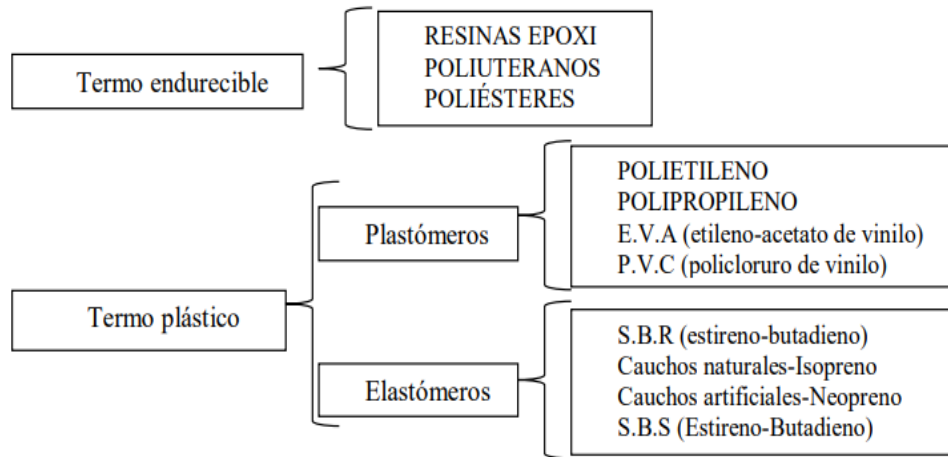 Termo endurecible
RESINAS EPOXI
POLIUTERANOS
POLIÉSTERES
Termo plástico
Plastómeros
POLIETILENO
POLIPROPILENO
E.V.A (etileno-acetato de vinilo)
P.V.C (policloruro de vinilo)
Elastómeros
S.B.R (estireno-butadieno)
Cauchos naturales-Isopreno
Cauchos artificiales-Neopreno
S.B.S (Estireno-Butadieno)